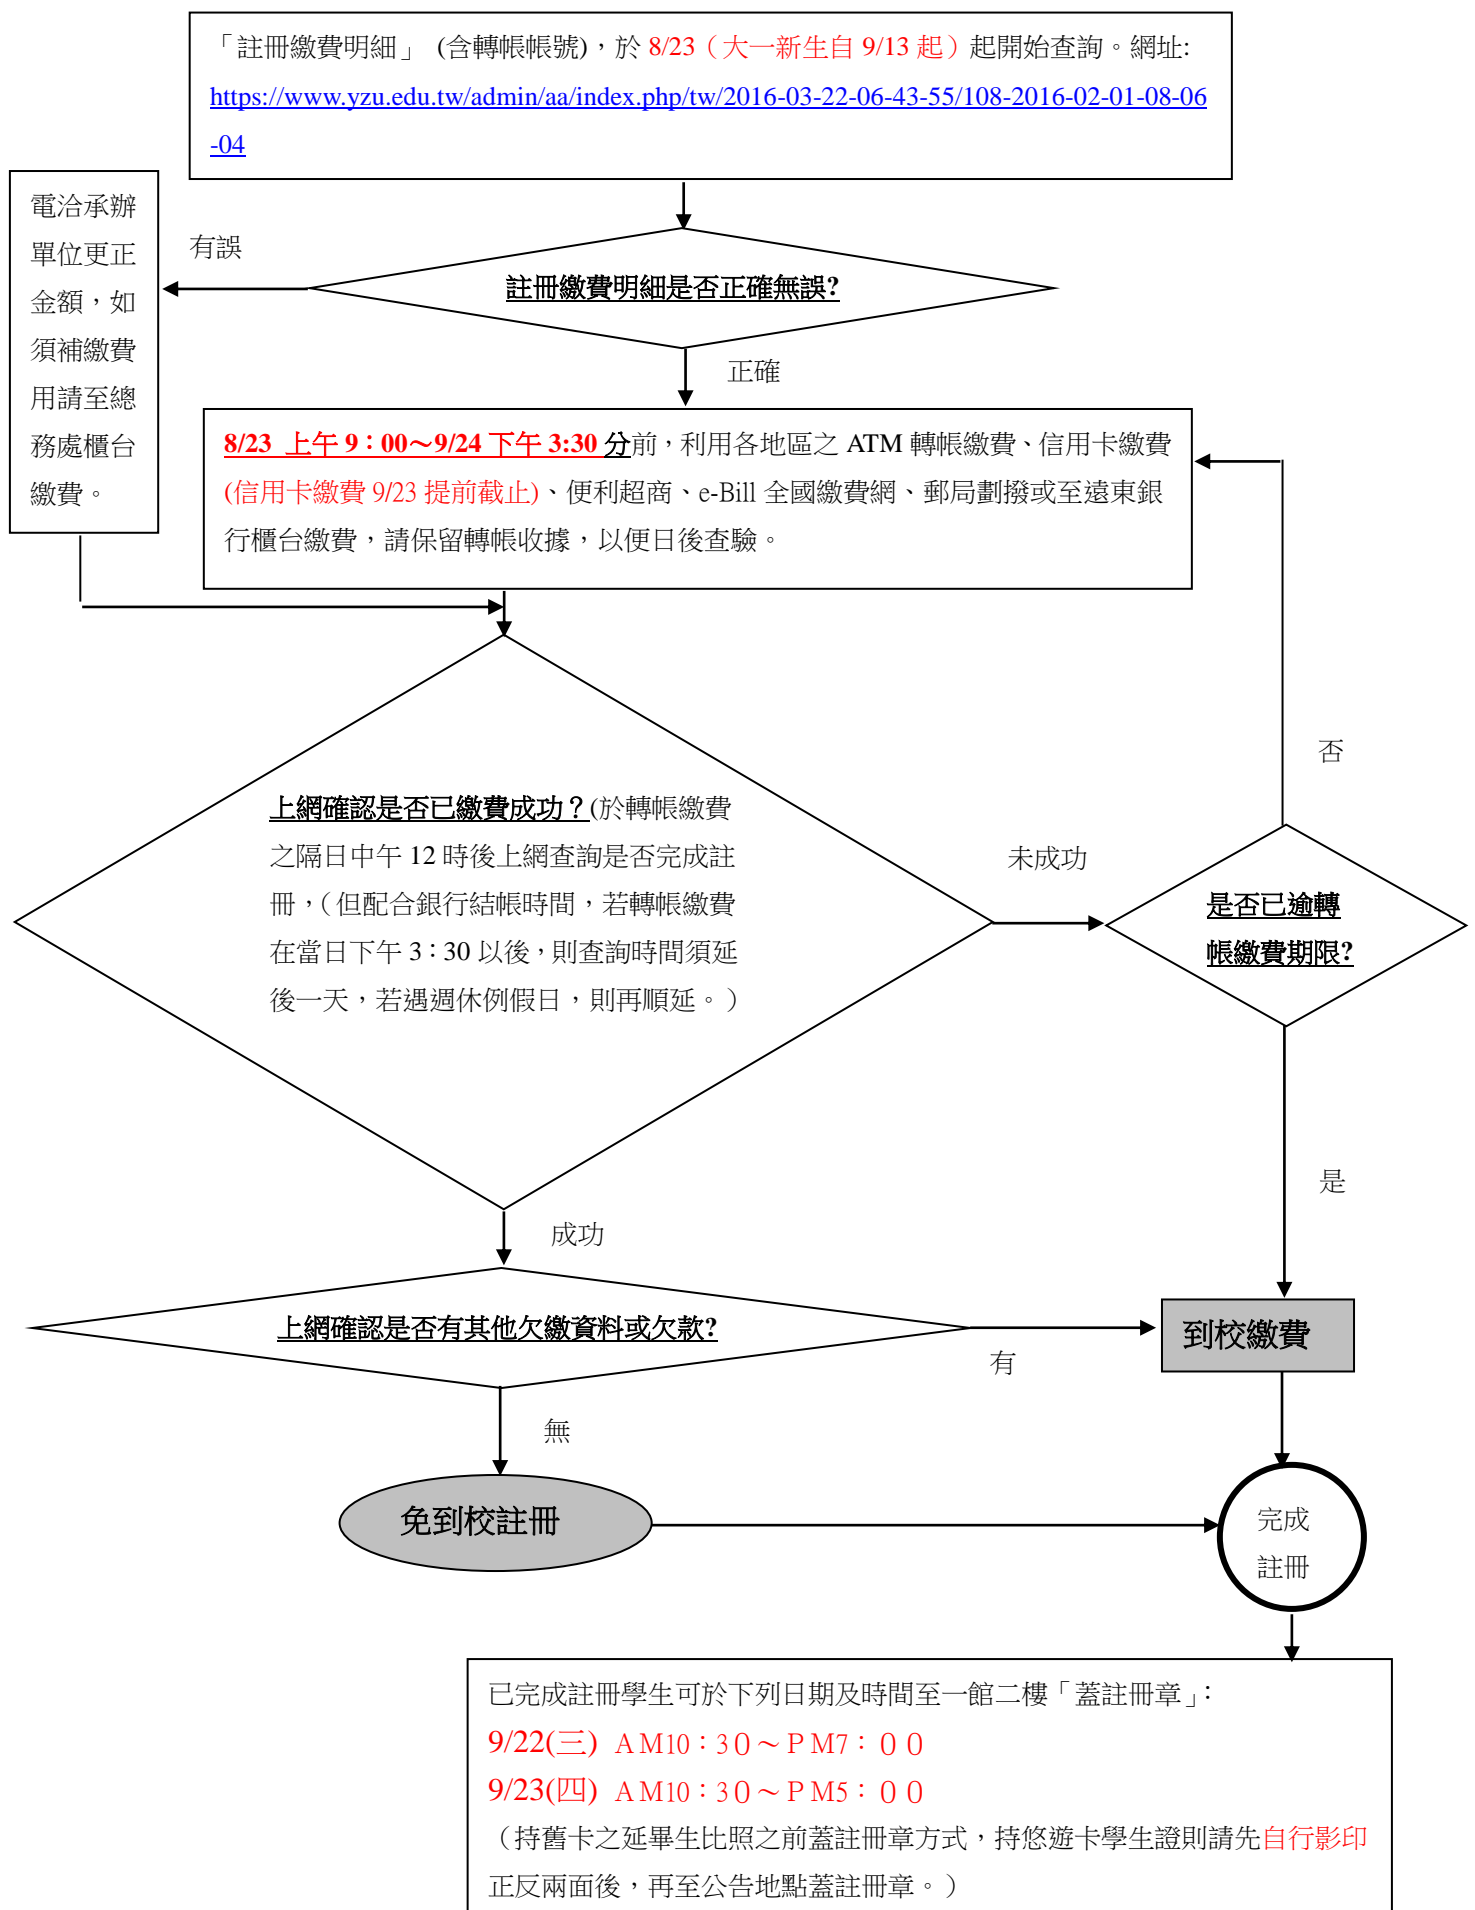 「註冊繳費明細」 (含轉帳帳號)，於 8/23（大一新生自 9/13 起）起開始查詢。網址:
https://www.yzu.edu.tw/admin/aa/index.php/tw/2016-03-22-06-43-55/108-2016-02-01-08-06
-04
電洽承辦
單位更正
金額，如
須補繳費
用請至總
務處櫃台
繳費。
有誤
註冊繳費明細是否正確無誤?
正確
8/23 上午 9：00～9/24 下午 3:30 分前，利用各地區之 ATM 轉帳繳費、信用卡繳費
(信用卡繳費 9/23 提前截止)、便利超商、e-Bill 全國繳費網、郵局劃撥或至遠東銀
行櫃台繳費，請保留轉帳收據，以便日後查驗。
否
上網確認是否已繳費成功？(於轉帳繳費
之隔日中午 12 時後上網查詢是否完成註
冊，（但配合銀行結帳時間，若轉帳繳費
在當日下午 3：30 以後，則查詢時間須延
後一天，若遇週休例假日，則再順延。）
未成功
是否已逾轉
帳繳費期限?
是
成功
上網確認是否有其他欠繳資料或欠款?
有
到校繳費
無
免到校註冊
完成
註冊
已完成註冊學生可於下列日期及時間至一館二樓「蓋註冊章」：
9/22(三) ＡＭ10：3０～ＰＭ7：００
9/23(四) ＡＭ10：3０～ＰＭ5：００
（持舊卡之延畢生比照之前蓋註冊章方式，持悠遊卡學生證則請先自行影印
正反兩面後，再至公告地點蓋註冊章。）